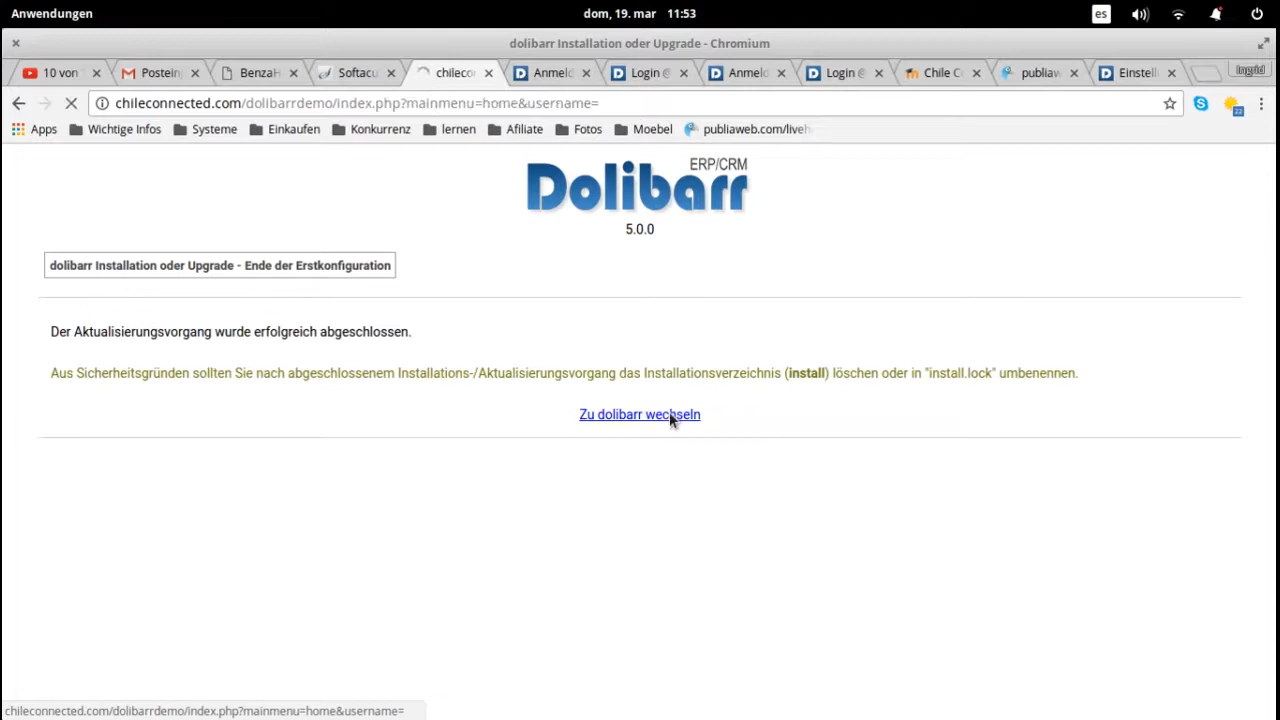 Anwendungen
dom, 19. mar 11:53
es
dolibarr Installation oder Upgrade - Chromium
10 von
Postein
BenzaH
Softacu
chileco
Anmel
Login @
Anmel
Login @
Chile C
publiaw
Einstell
Ingrid
chileconnected.com/dolibarrdemo/index.php?mainmenu=home&username=
22
Apps
Wichtige Infos
Systeme
Einkaufen
Konkurrenz
lernen
Afiliate
Fotos
Moebel
publiaweb.com/liveh
ERP/CRM
Dolibarr
5.0.0
dolibarr Installation oder Upgrade - Ende der Erstkonfiguration
Der Aktualisierungsvorgang wurde erfolgreich abgeschlossen.
Aus Sicherheitsgründen sollten Sie nach abgeschlossenem Installations-/Aktualisierungsvorgang das Installationsverzeichnis (install) löschen oder in "install.lock" umbenennen.
Zu dolibarr wechseln
chileconnected.com/dolibarrdemo/index.php?mainmenu=home&username=